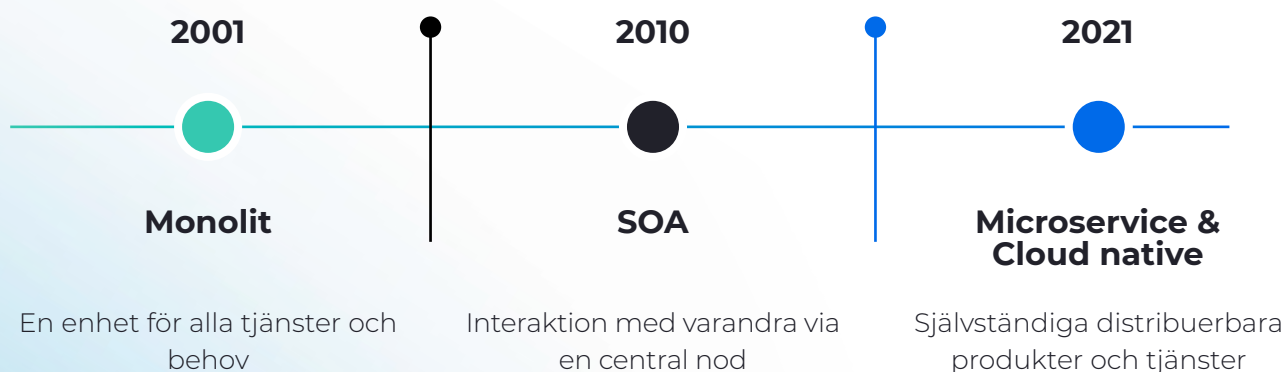 2001
Monolit
En enhet för alla tjänster och
behov
2010
SOA
Interaktion med varandra via
en central nod
2021
Microservice &
Cloud native
Självständiga distribuerbara
produkter och tjänster